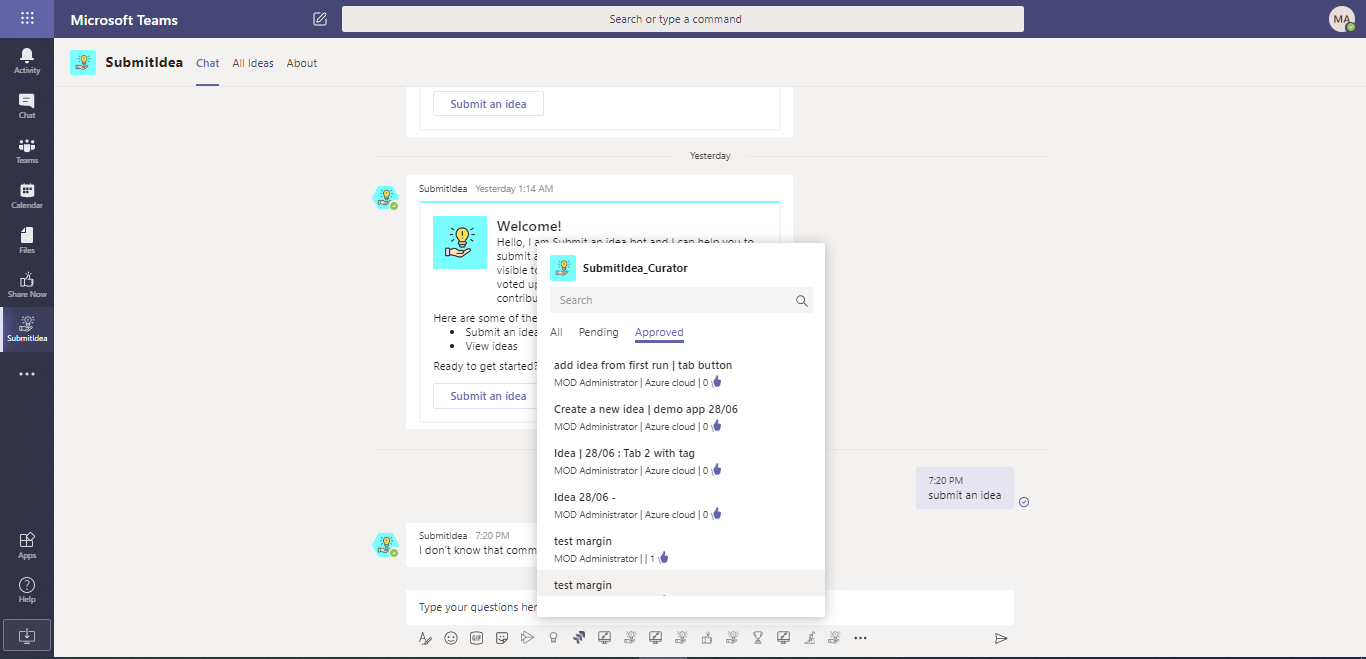 Microsoft Teams
Search or type a command
MA
Activity
Chat
Teams
Calendar
Files
Share Now
SubmitIdea
Apps
Help
SubmitIdea Chat All Ideas About
Submit an idea
Yesterday
SubmitIdea Yesterday 1:14 AM
Welcome!
Hello, I am Submit an idea bot and I can help you to
submit a
visible to
voted up
contribu
Here are some of the
• Submit an idea
• View ideas
Ready to get started?
Submit an idea
7:20 PM
submit an idea
SubmitIdea 7:20 PM
I don't know that comm
Type your questions her
GIF
SubmitIdea_Curator
Search
All Pending Approved
add idea from first run | tab button
MOD Administrator | Azure cloud | 0
Create a new idea | demo app 28/06
MOD Administrator | Azure cloud | 0
Idea | 28/06 : Tab 2 with tag
MOD Administrator | Azure cloud | 0
Idea 28/06 -
MOD Administrator | Azure cloud | 0
test margin
MOD Administrator | | 1
test margin